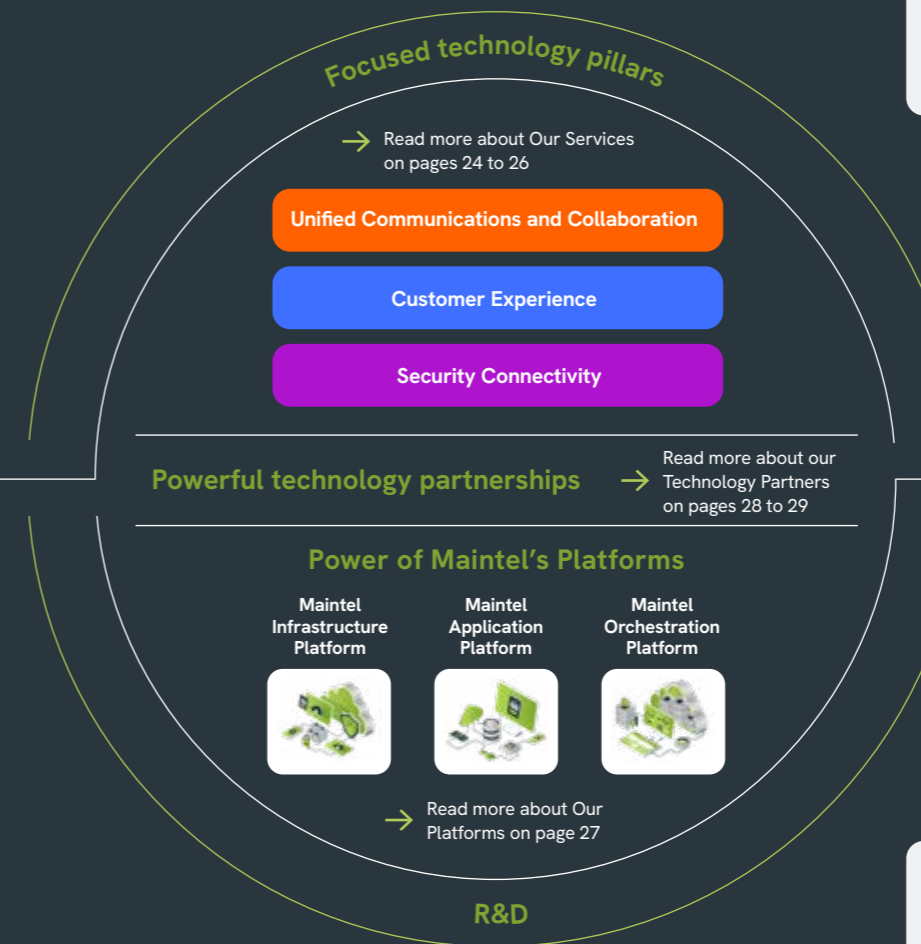 Focused technology pillars
Read more about Our Services
on pages 24 to 26
Unified Communications and Collaboration
Customer Experience
Security Connectivity
Powerful technology partnerships
Read more about our
Technology Partners
on pages 28 to 29
Power of Maintel’s Platforms
Maintel
Infrastructure
Platform
Maintel
Application
Platform
Maintel
Orchestration
Platform
Read more about Our
Platforms on page 27
R&D